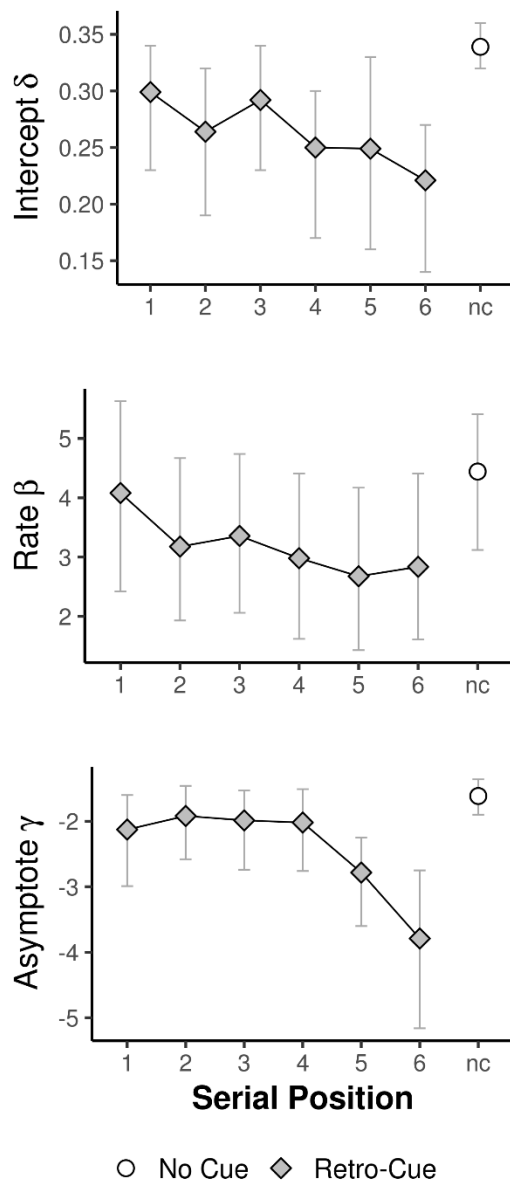 Intercept δ
0.35
0.30
0.25
0.20
0.15
1 2 3 4 5 6 nc
Rate β
5
4
3
2
1 2 3 4 5 6 nc
Asymptote γ
-2
-3
-4
-5
1 2 3 4 5 6 nc
Serial Position
No Cue Retro-Cue